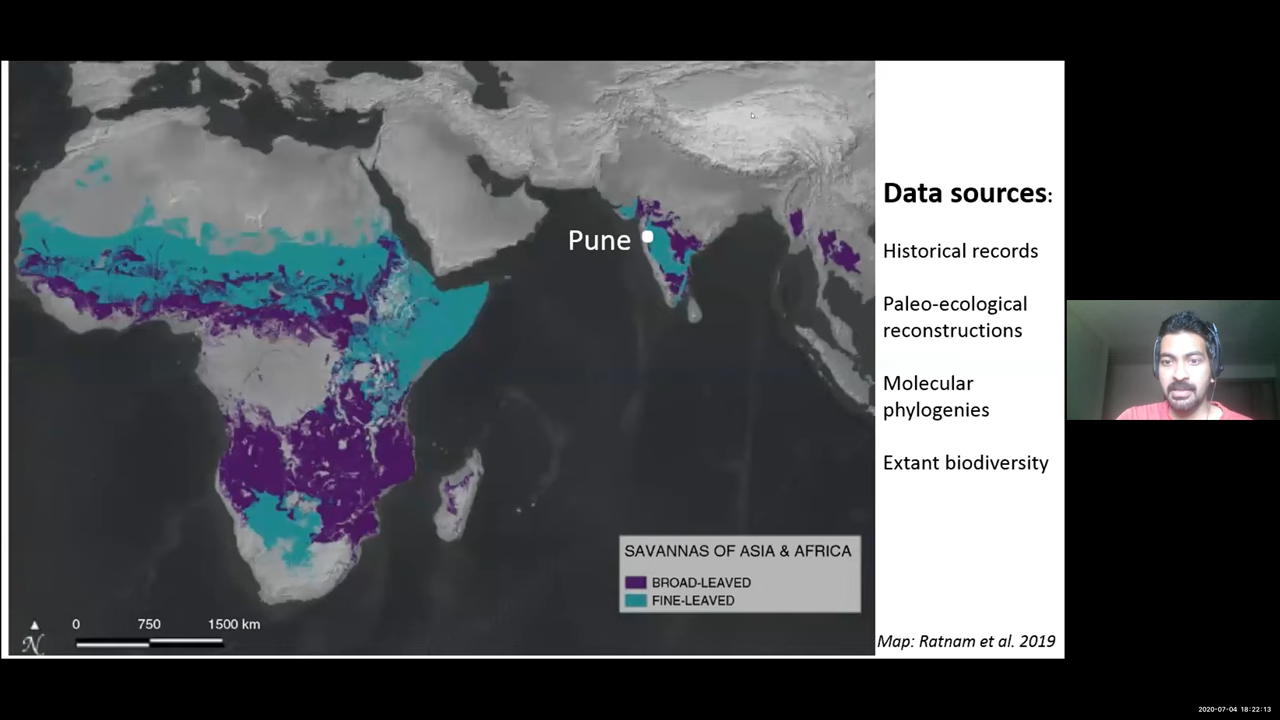 Pune
Data sources:
Historical records
Paleo-ecological
reconstructions
Molecular
phylogenies
Extant biodiversity
SAVANNAS OF ASIA & AFRICA
BROAD-LEAVED
FINE-LEAVED
0 750 1500 km
N
Map: Ratnam et al. 2019
2020-07-04 18:22:13